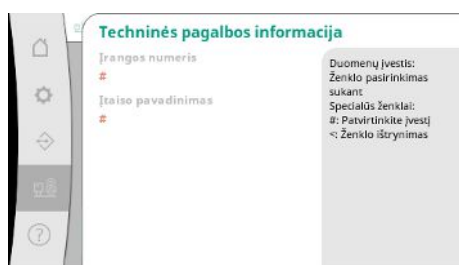 Techninės pagalbos informacija
Įrangos numeris
#
Įtaiso pavadinimas
#
Duomenų įvestis:
Ženklo pasirinkimas
sukant
Specialūs ženklai:
#: Patvirtinkite įvestį
<: Ženklo ištrynimas
?